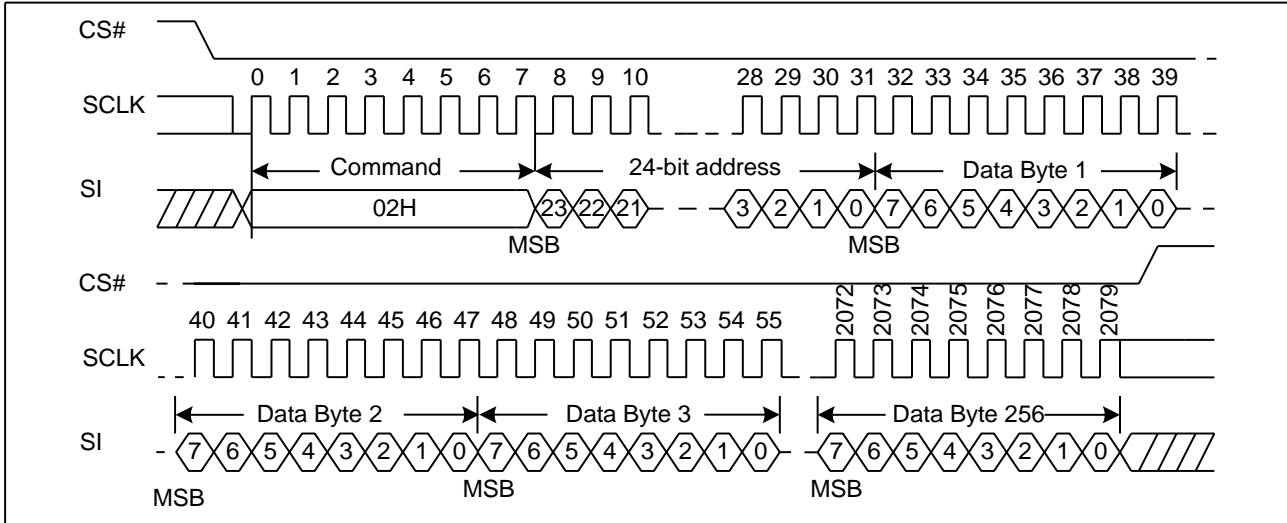 CS#
0 1 2 3 4 5 6 7 8 9 10 28 29 30 31 32 33 34 35 36 37 38 39
SCLK
Command 24-bit address Data Byte 1
SI
02H 23 22 21 3 2 1 0 7 6 5 4 3 2 1 0
MSB MSB
CS#
40 41 42 43 44 45 46 47 48 49 50 51 52 53 54 55 2072 2073 2074 2075 2076 2077 2078 2079
SCLK
Data Byte 2 Data Byte 3 Data Byte 256
SI
7 6 5 4 3 2 1 0 7 6 5 4 3 2 1 0 7 6 5 4 3 2 1 0
MSB MSB MSB